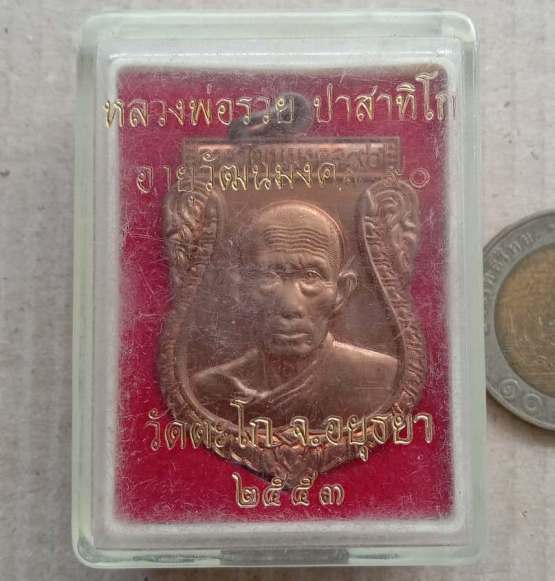 หลวงพ่อรวย ปาสาทิโก
อายุวัฒนมงคล ๙๐
วัดตะโก จ.อยุธยา
๒๕๕๓